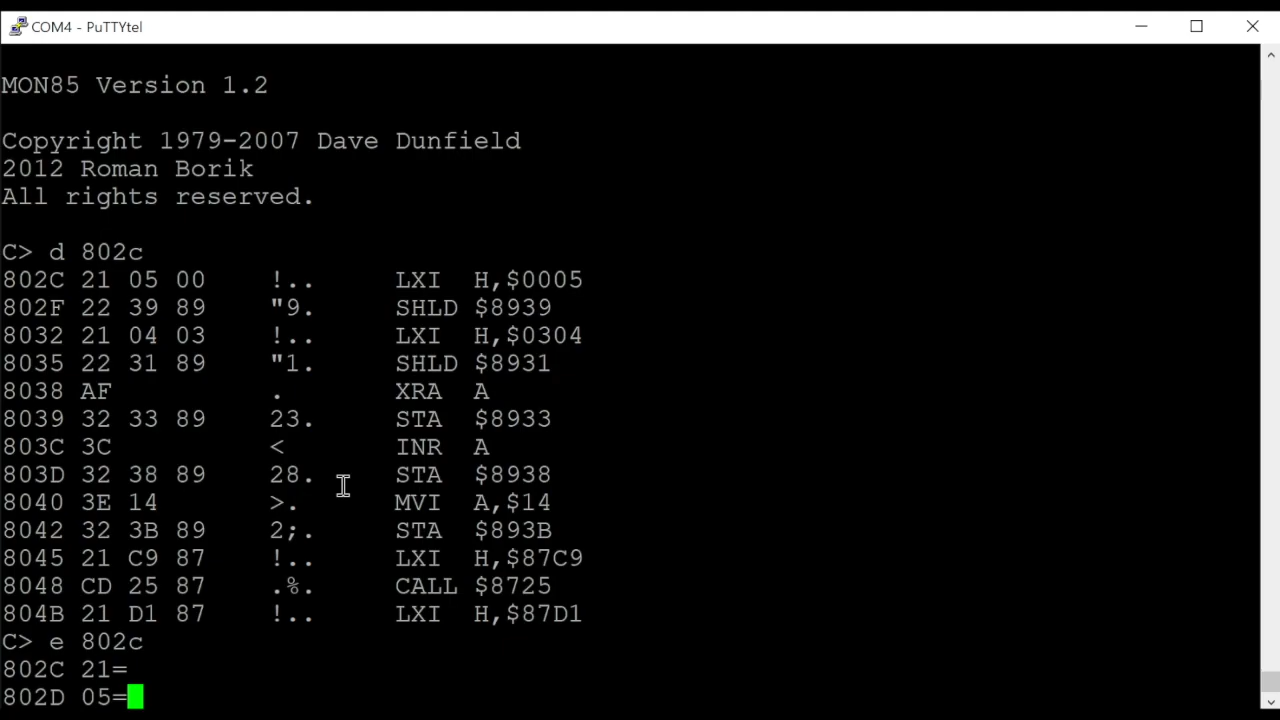 COM4 - PuTTYtel
MON85 Version 1.2
Copyright 1979-2007 Dave Dunfield
2012 Roman Borik
All rights reserved.
C> d 802c
802C 21 05 00 !.. LXI H,$0005
802F 22 39 89 "9. SHLD $8939
8032 21 04 03 !.. LXI H,$0304
8035 22 31 89 "1. SHLD $8931
8038 AF . XRA A
8039 32 33 89 23. STA $8933
803C 3C < INR A
803D 32 38 89 28. STA $8938
8040 3E 14 >. MVI A,$14
8042 32 3B 89 2;. STA $893B
8045 21 C9 87 !.. LXI H,$87C9
8048 CD 25 87 .%. CALL $8725
804B 21 D1 87 !.. LXI H,$87D1
C> e 802c
802C 21=
802D 05=